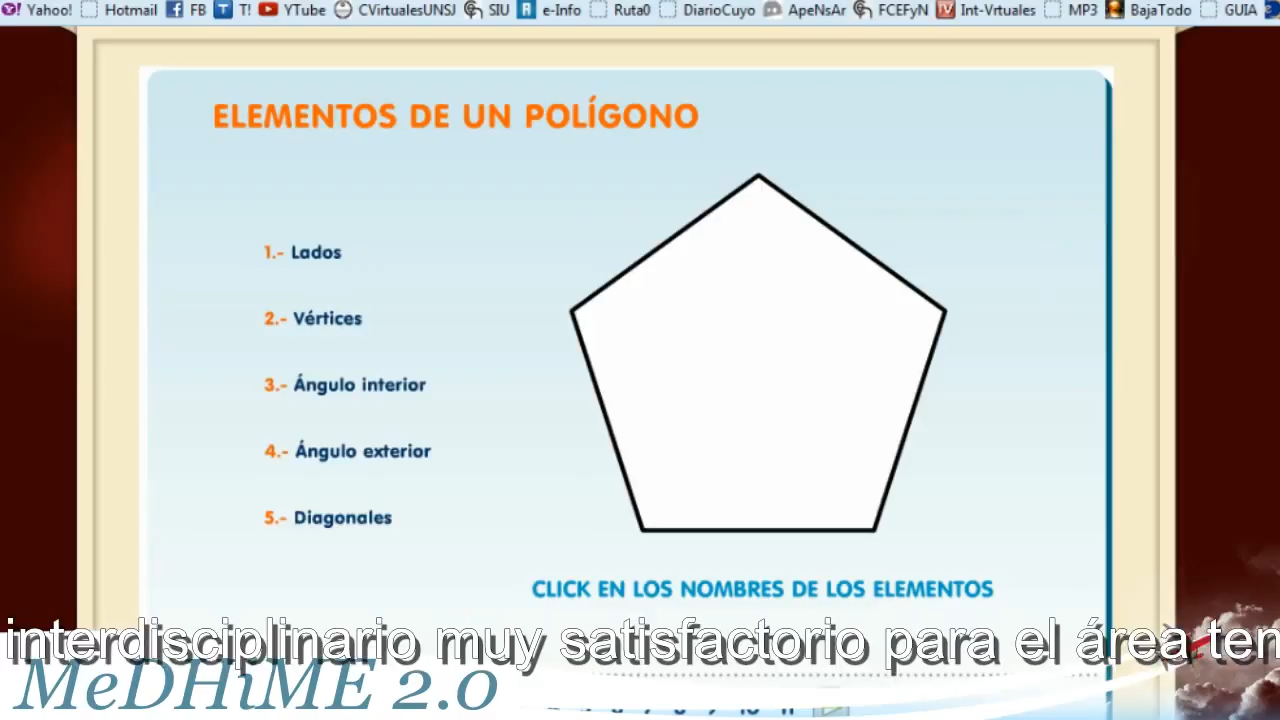 Yahoo! Hotmail FB T! YTube CVirtualesUNSJ SIU e-Info Ruta0 DiarioCuyo ApeNsAr FCEFyN Int-Vrtuales MP3 BajaTodo GUIA
ELEMENTOS DE UN POLÍGONO
1.- Lados
2.- Vértices
3.- Ángulo interior
4.- Ángulo exterior
5.- Diagonales
CLICK EN LOS NOMBRES DE LOS ELEMENTOS
interdisciplinario muy satisfactorio para el área tem
MeDHiME 2.0